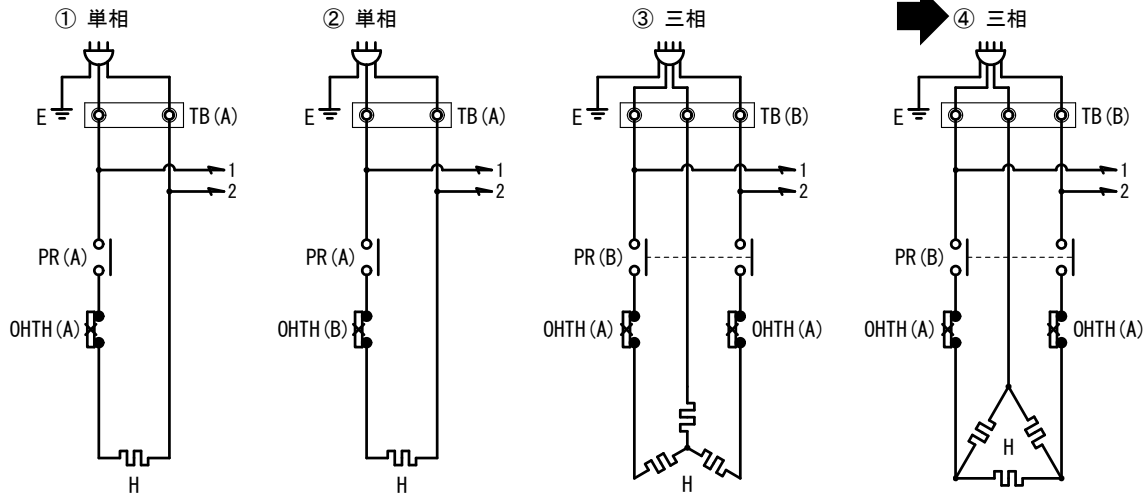 ① 単相
② 単相
③ 三相
④ 三相
E
TB(A)
E
TB(A)
E
TB(B)
E
TB(B)
1
2
1
2
1
2
1
2
PR(A)
PR(A)
PR(B)
PR(B)
OHTH(A)
OHTH(B)
OHTH(A)
OHTH(A)
OHTH(A)
OHTH(A)
H
H
H
H